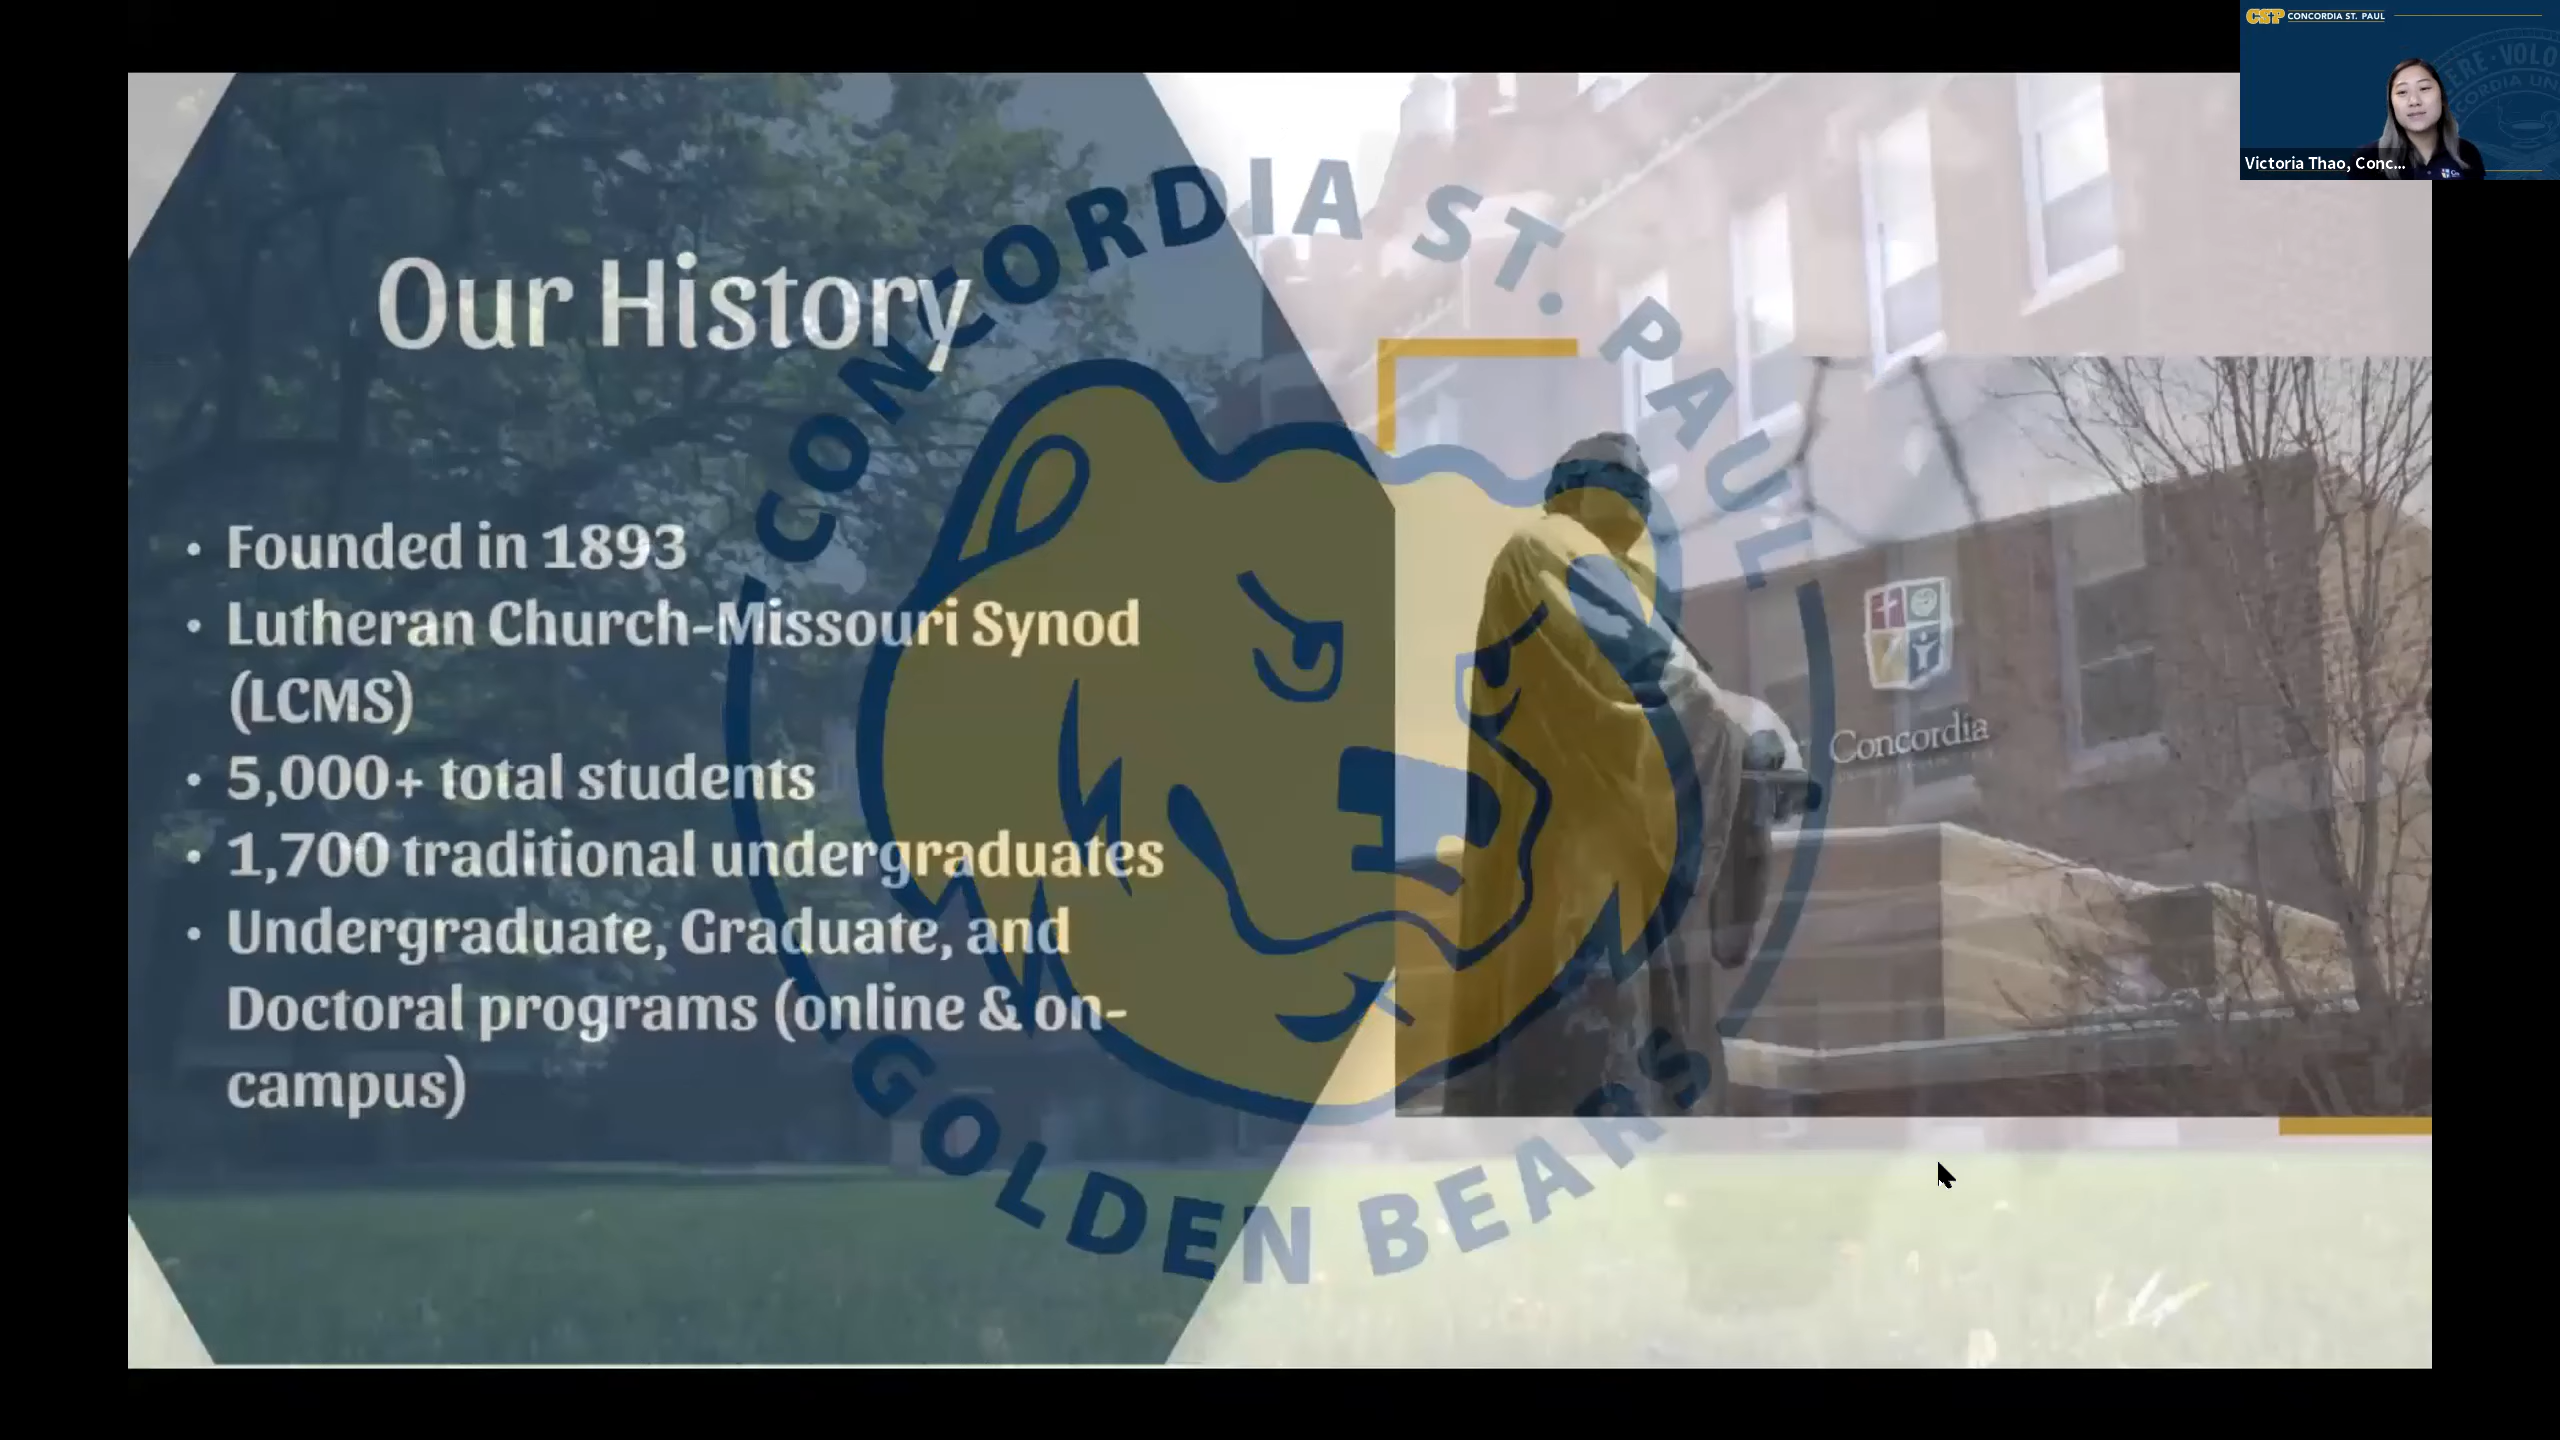 CSP CONCORDIA ST. PAUL
Victoria Thao, Conc...
CONCORDIA ST. PAUL
Our History
• Founded in 1893
• Lutheran Church-Missouri Synod
(LCMS)
• 5,000+ total students
• 1,700 traditional undergraduates
• Undergraduate, Graduate, and
Doctoral programs (online & on-
campus)
Concordia
GOLDEN BEARS